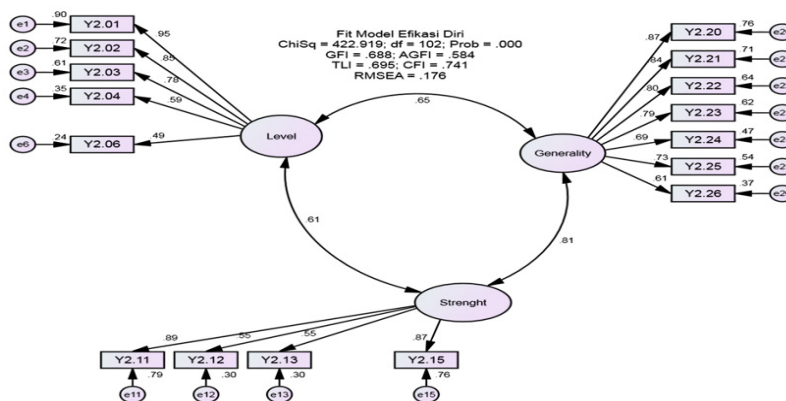 Fit Model Efikasi Diri
ChiSq = 422.919; df = 102; Prob = .000
GFI = .688; AGFI = .584
TLI = .695; CFI = .741
RMSEA = .176
e1 .90 Y2.01 .95
e2 .72 Y2.02 .85
e3 .61 Y2.03 .78
e4 .35 Y2.04 .59
e6 .24 Y2.06 .49
Level
.65
Generality
.87 Y2.20 .76
.84 Y2.21 .71
.80 Y2.22 .64
.79 Y2.23 .62
.69 Y2.24 .47
.73 Y2.25 .54
.61 Y2.26 .37
.61
.81
Strenght
.89 .55 .55 .87
Y2.11 Y2.12 Y2.13 Y2.15
.79 .30 .30 .76
e11 e12 e13 e15